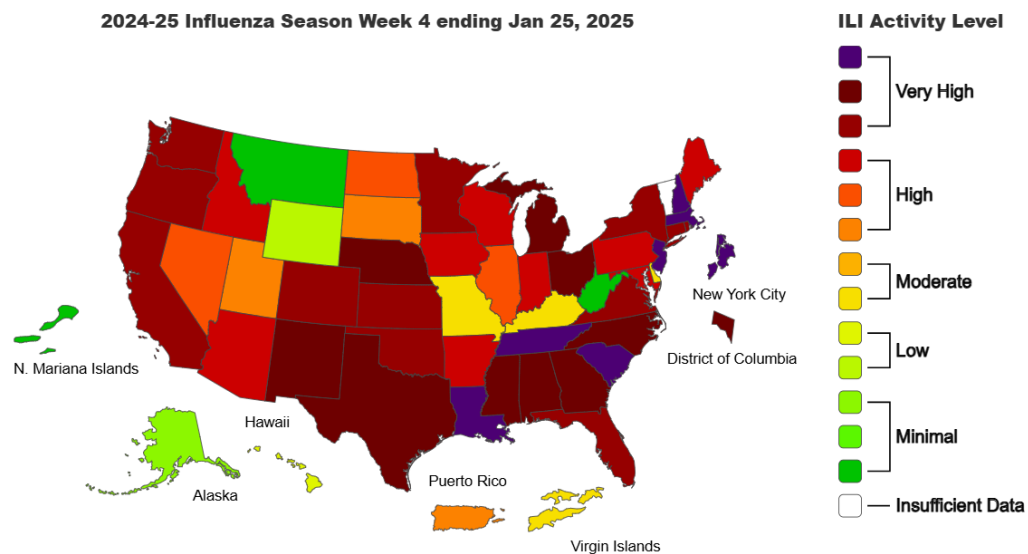 2024-25 Influenza Season Week 4 ending Jan 25, 2025
ILI Activity Level
Very High
High
Moderate
Low
Minimal
Insufficient Data
New York City
District of Columbia
N. Mariana Islands
Hawaii
Alaska
Puerto Rico
Virgin Islands